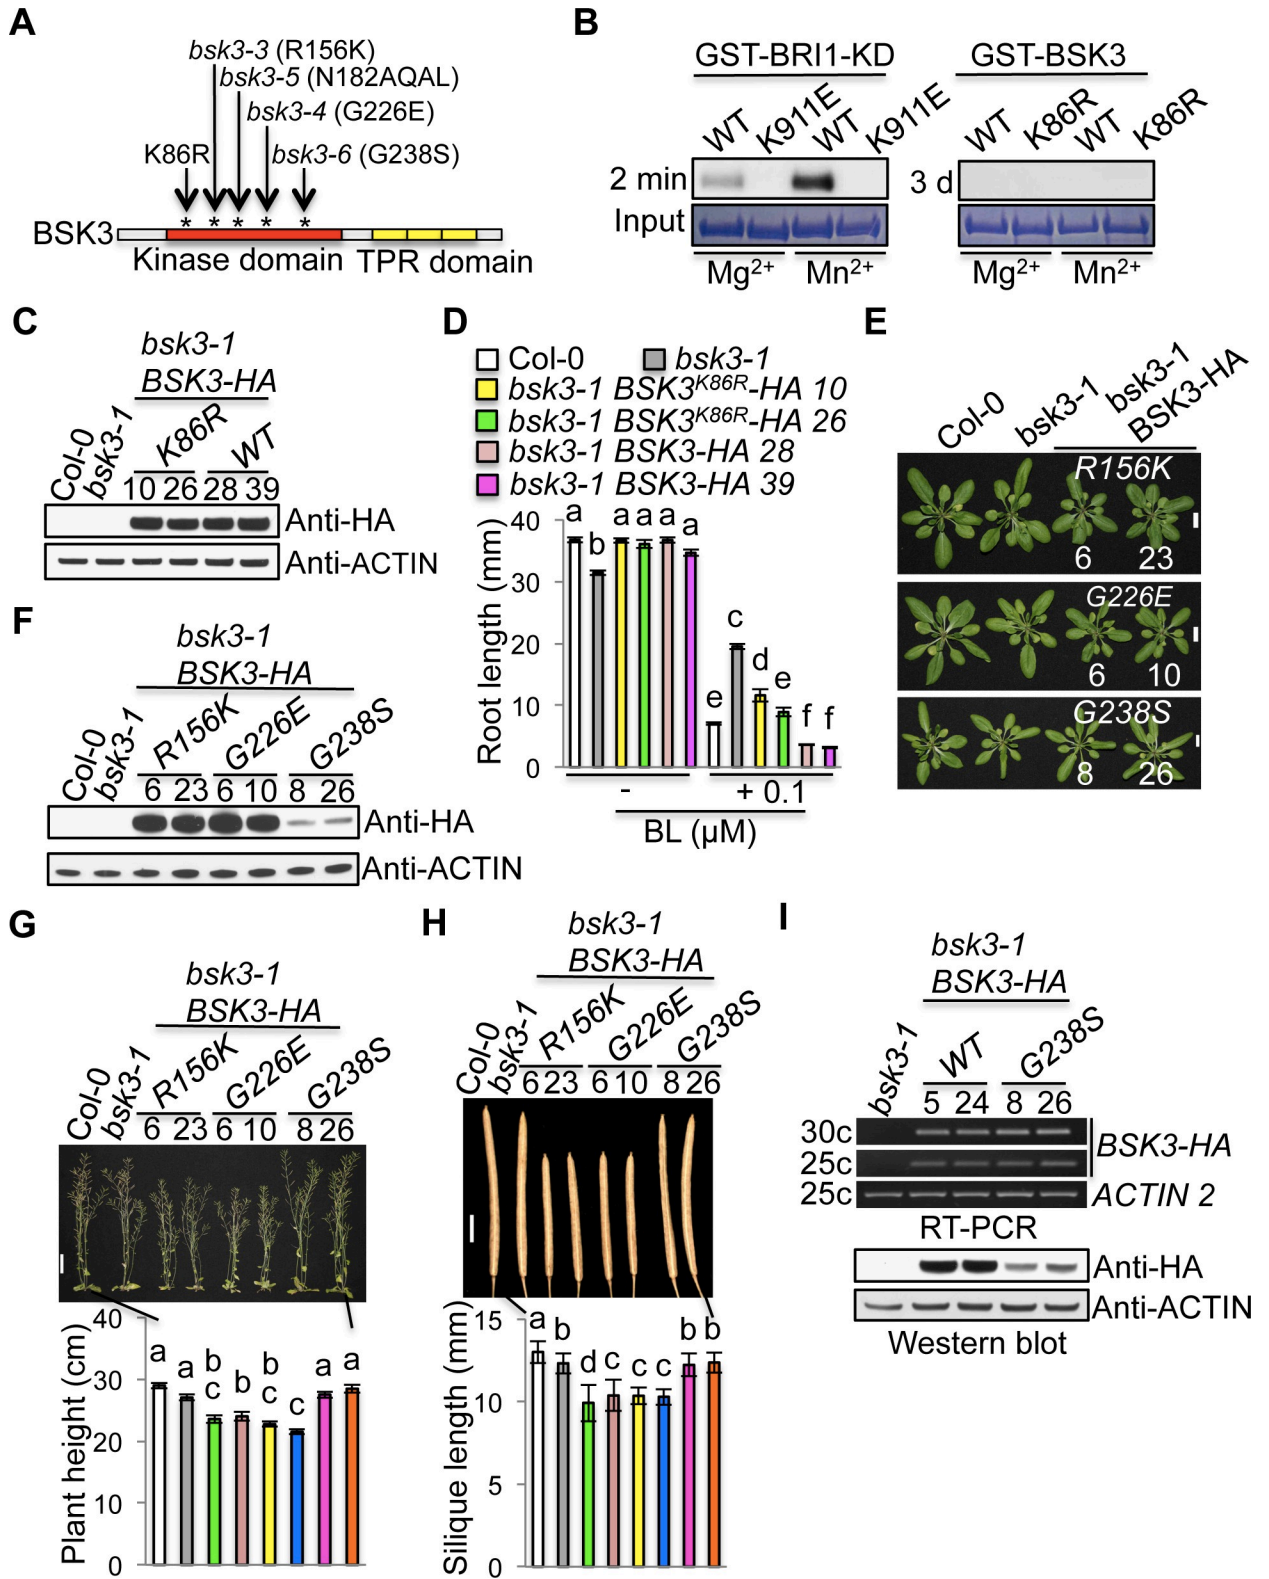 A
bsk3-3 (R156K)
bsk3-5 (N182AQAL)
bsk3-4 (G226E)
K86R
bsk3-6 (G238S)
* * * * *
BSK3
Kinase domain TPR domain
B
GST-BRI1-KD GST-BSK3
WT K911E WT K911E WT K86R WT K86R
2 min 3 d
Input
Mg2+ Mn2+ Mg2+ Mn2+
C
bsk3-1
BSK3-HA
Col-0 bsk3-1 K86R WT
10 26 28 39
Anti-HA
Anti-ACTIN
D
Col-0 bsk3-1
bsk3-1 BSK3K86R-HA 10
bsk3-1 BSK3K86R-HA 26
bsk3-1 BSK3-HA 28
bsk3-1 BSK3-HA 39
Root length (mm)
40
30
20
10
0
a b a a a a e c d e f f
- + 0.1
BL (µM)
E
Col-0 bsk3-1 bsk3-1
BSK3-HA
R156K
6 23
G226E
6 10
G238S
8 26
F
bsk3-1
BSK3-HA
Col-0 bsk3-1 R156K G226E G238S
6 23 6 10 8 26
Anti-HA
Anti-ACTIN
G
bsk3-1
BSK3-HA
Col-0 bsk3-1 R156K G226E G238S
6 23 6 10 8 26
Plant height (cm)
40
30
20
10
0
a a b b b c a a
c c
H
bsk3-1
BSK3-HA
Col-0 bsk3-1 R156K G226E G238S
6 23 6 10 8 26
Silique length (mm)
15
10
5
0
a b d c c c b b
I
bsk3-1
BSK3-HA
bsk3-1 WT G238S
5 24 8 26
30c
25c
BSK3-HA
25c ACTIN 2
RT-PCR
Anti-HA
Anti-ACTIN
Western blot